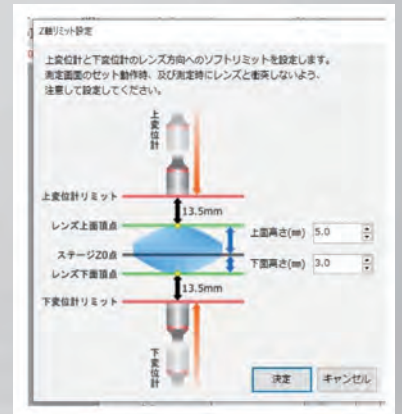 Z軸リミット設定
上変位計と下変位計のレンズ方向へのソフトリミットを設定します。
測定画面のセット動作時、及び測定時にレンズと衝突しないよう、
注意して設定してください。
上変位計
上変位計リミット
13.5mm
レンズ上面頂点
上面高さ(mm) 5.0
ステージZ0点
下面高さ(mm) 3.0
レンズ下面頂点
13.5mm
下変位計リミット
下変位計
決定 キャンセル